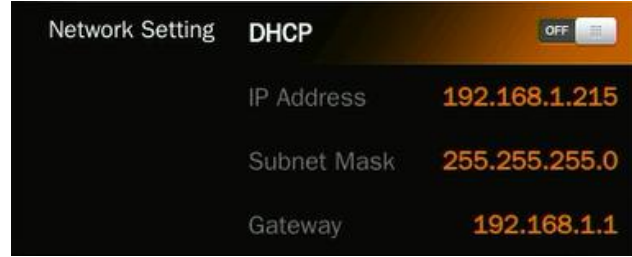 Network Setting DHCP OFF
IP Address 192.168.1.215
Subnet Mask 255.255.255.0
Gateway 192.168.1.1